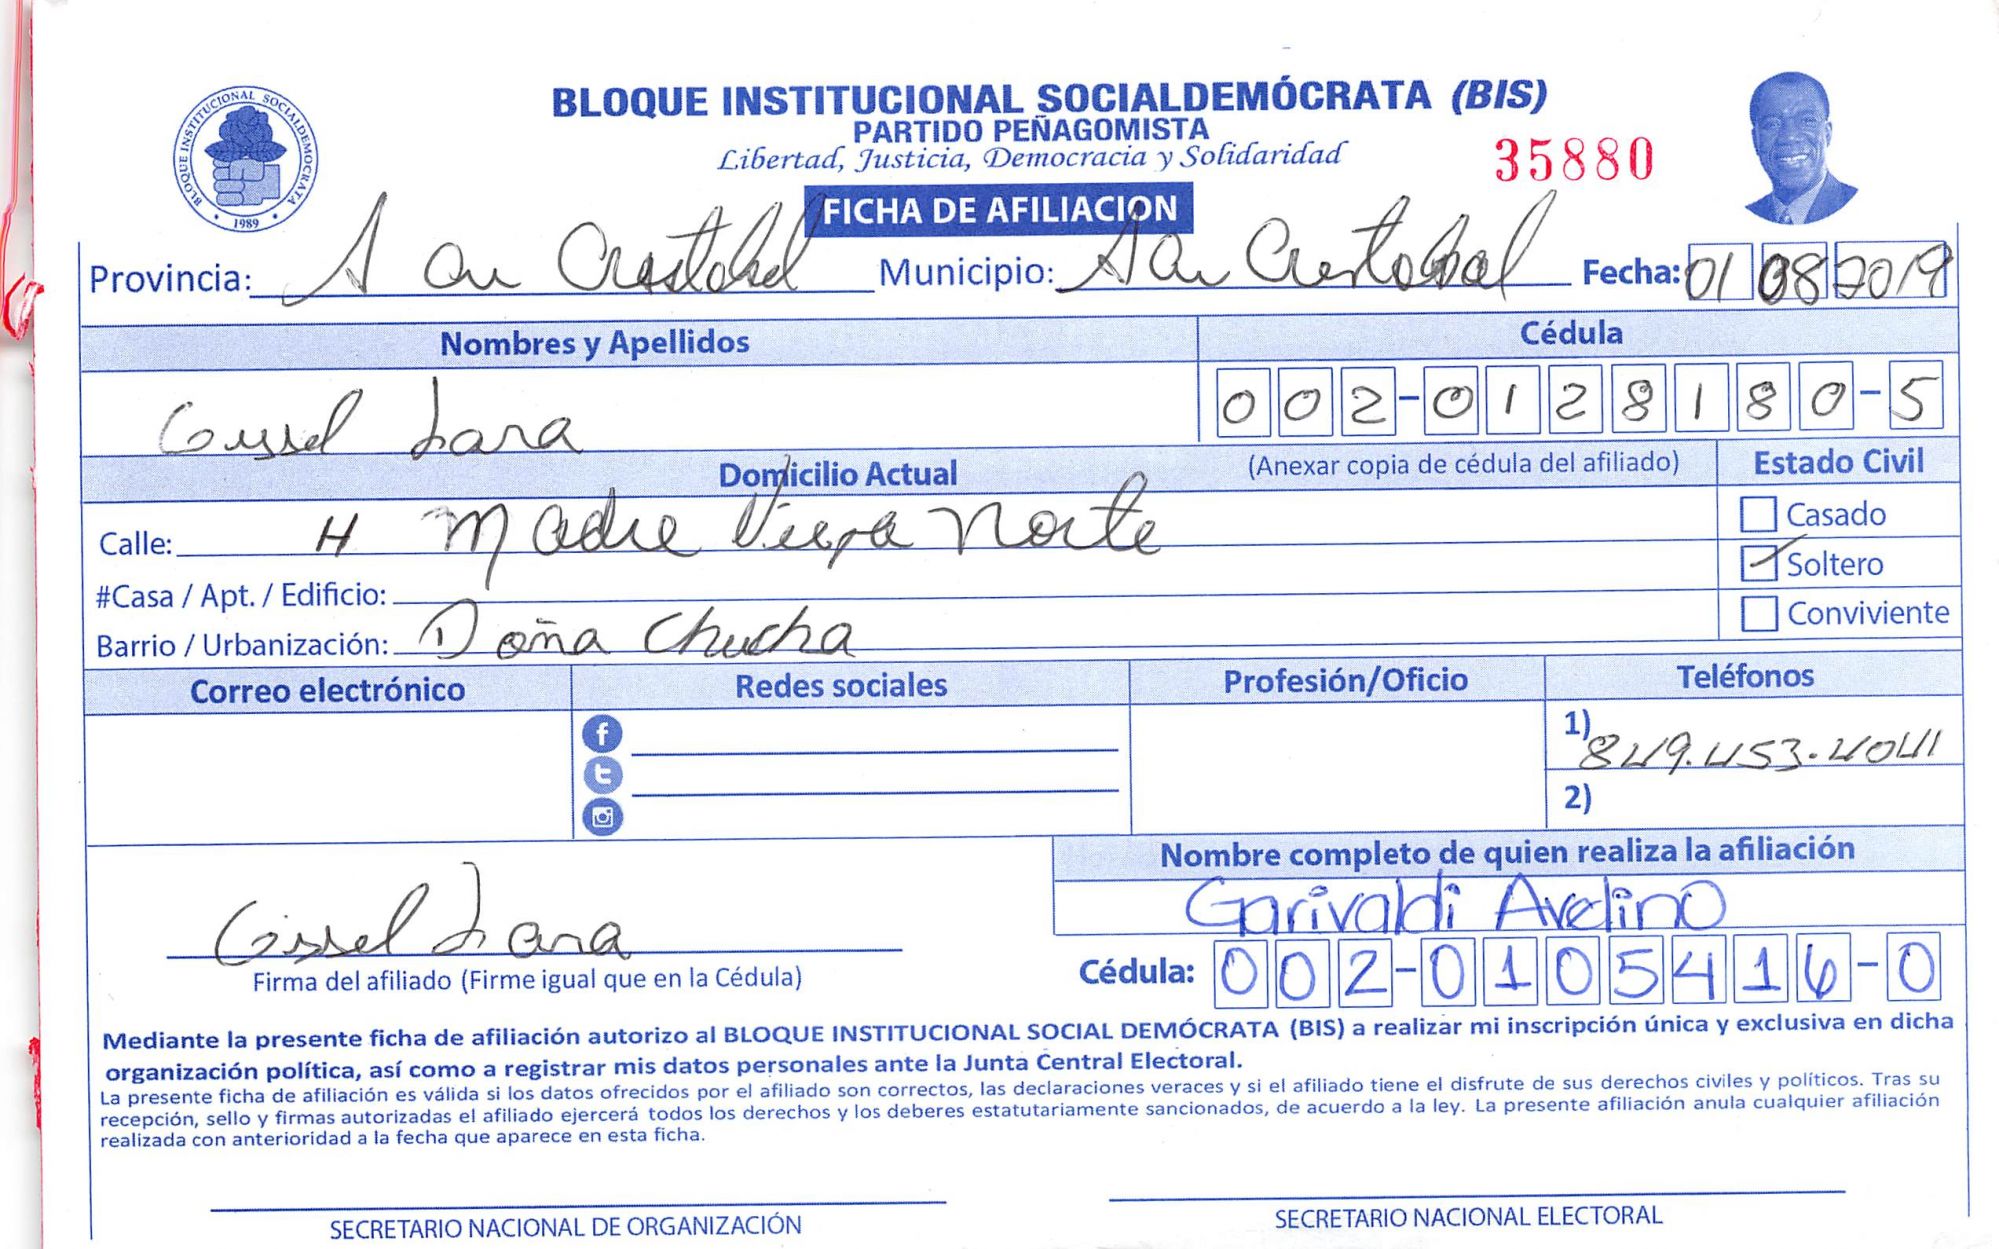 BLOQUE INSTITUCIONAL SOCIALDEMÓCRATA (BIS)
PARTIDO PEÑAGOMISTA
Libertad, Justicia, Democracia y Solidaridad
35880
BLOQUE INSTITUCIONAL SOCIALDEMOCRATA
1989
FICHA DE AFILIACION
Provincia: San Cristobal Municipio: San Cristobal Fecha: 01 08 2019
Nombres y Apellidos Cédula
Gissel Lara 002-0128180-5
Domicilio Actual (Anexar copia de cédula del afiliado) Estado Civil
Calle: H Madre Vieja Norte Casado
#Casa / Apt. / Edificio: Soltero
Barrio / Urbanización: Doña Chucha Conviviente
Correo electrónico Redes sociales Profesión/Oficio Teléfonos
1) 849.453.4041
2)
Nombre completo de quien realiza la afiliación
Garivaldi Avelino
Gissel Lara
Firma del afiliado (Firme igual que en la Cédula) Cédula: 002-0105416-0
Mediante la presente ficha de afiliación autorizo al BLOQUE INSTITUCIONAL SOCIAL DEMÓCRATA (BIS) a realizar mi inscripción única y exclusiva en dicha
organización política, así como a registrar mis datos personales ante la Junta Central Electoral.
La presente ficha de afiliación es válida si los datos ofrecidos por el afiliado son correctos, las declaraciones veraces y si el afiliado tiene el disfrute de sus derechos civiles y políticos. Tras su
recepción, sello y firmas autorizadas el afiliado ejercerá todos los derechos y los deberes estatutariamente sancionados, de acuerdo a la ley. La presente afiliación anula cualquier afiliación
realizada con anterioridad a la fecha que aparece en esta ficha.
SECRETARIO NACIONAL DE ORGANIZACIÓN SECRETARIO NACIONAL ELECTORAL